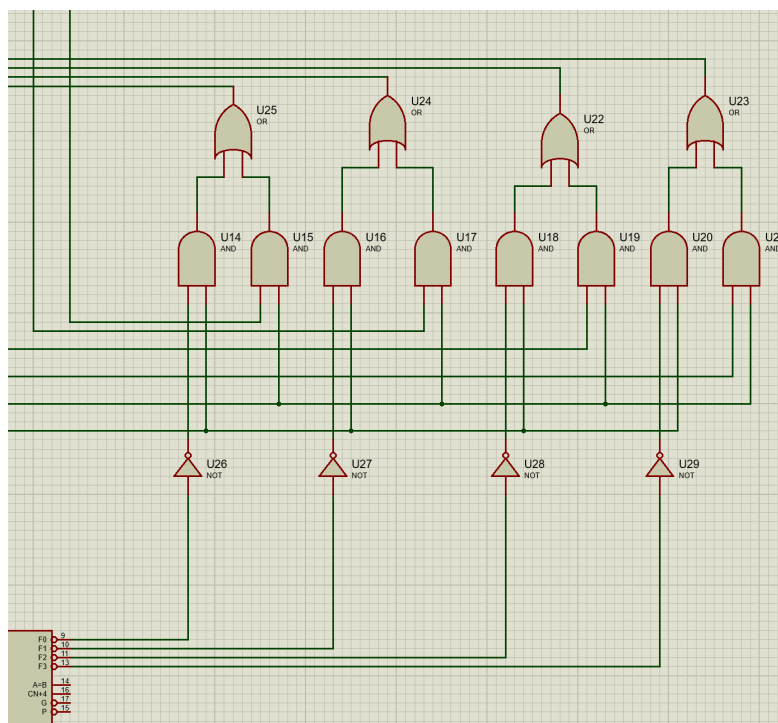 U25
OR
U24
OR
U22
OR
U23
OR
U14
AND
U15
AND
U16
AND
U17
AND
U18
AND
U19
AND
U20
AND
AND
U26
NOT
U27
NOT
U28
NOT
U29
NOT
F0 9
F1 10
F2 11
F3 13
A=B 14
CN+4 16
G 17
P 15